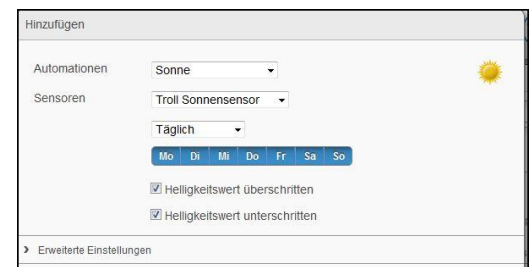 Hinzufügen
Automationen Sonne
Sensoren Troll Sonnensensor
Täglich
Mo Di Mi Do Fr Sa So
Helligkeitswert überschritten
Helligkeitswert unterschritten
Erweiterte Einstellungen